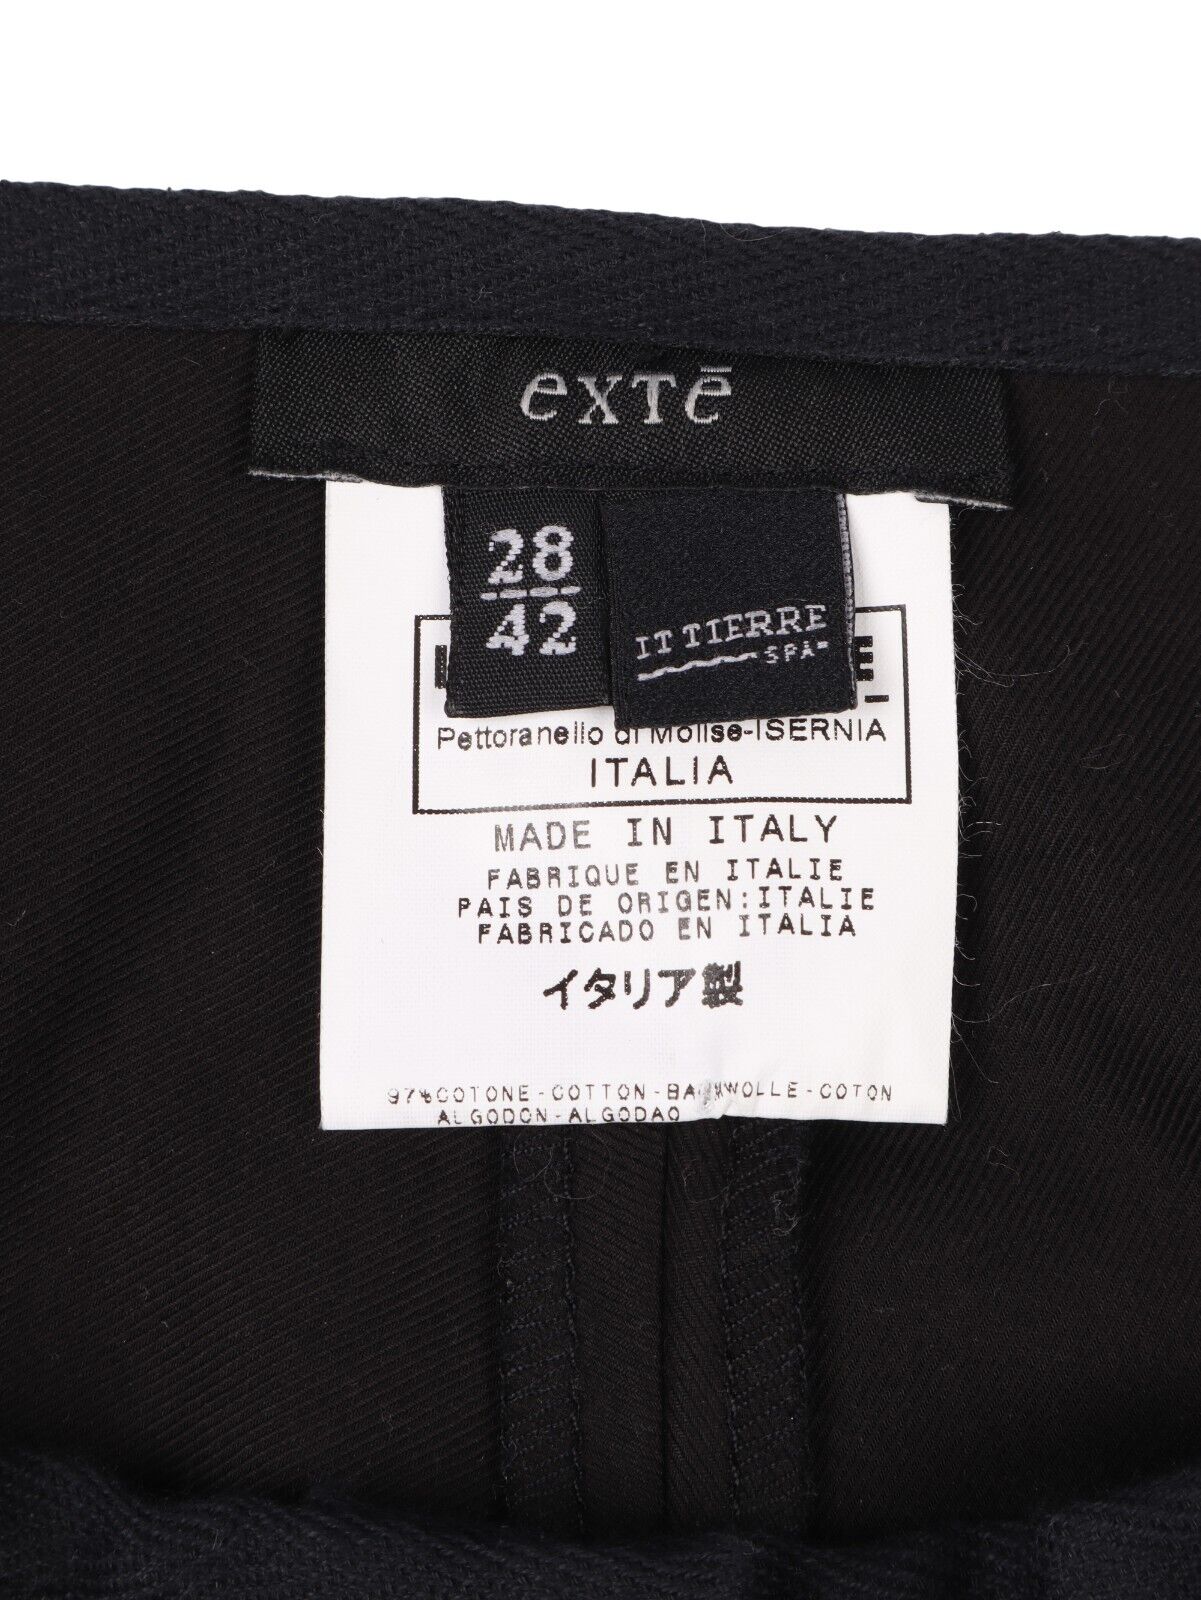 exтē
28
42
IT TIERRE
SPA
Pettoranello di Molise-ISERNIA
ITALIA
MADE IN ITALY
FABRIQUE EN ITALIE
PAIS DE ORIGEN:ITALIE
FABRICADO EN ITALIA
イタリア製
97%COTONE-COTTON-BAUMWOLLE-COTON
ALGODON-ALGODAO